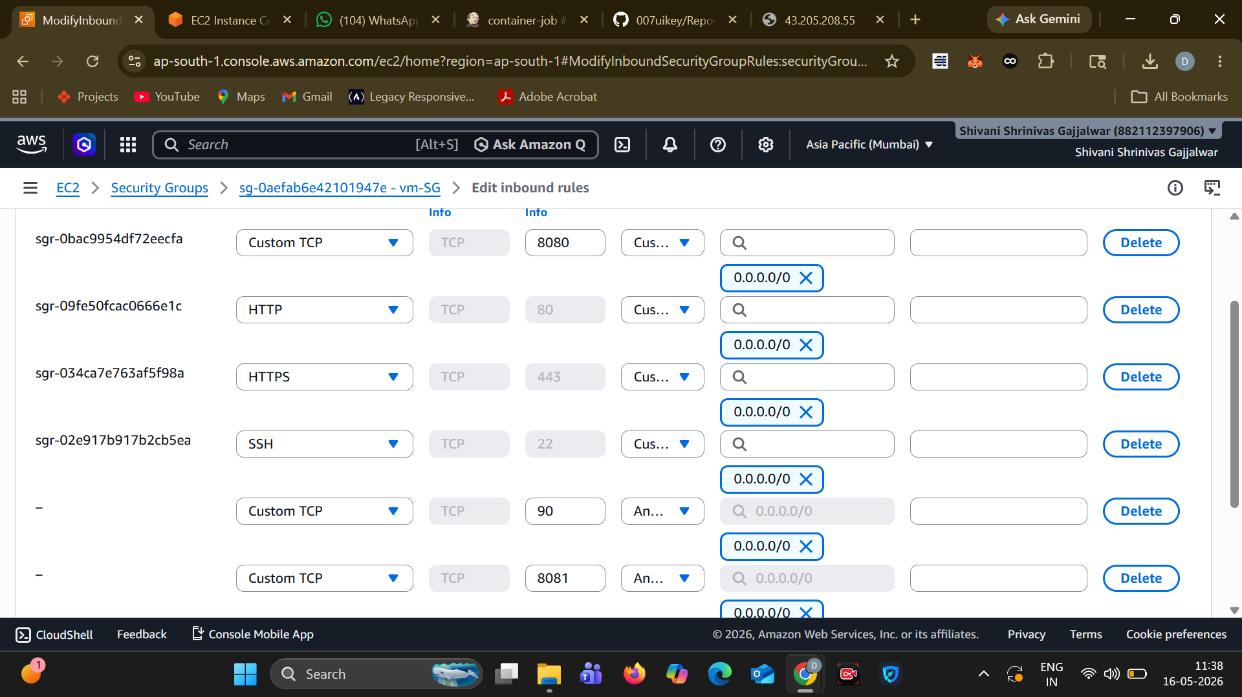 ModifyInbound
EC2 Instance Co
(104) WhatsApp
container-job #
007uikey/Repo
43.205.208.55
Ask Gemini
ap-south-1.console.aws.amazon.com/ec2/home?region=ap-south-1#ModifyInboundSecurityGroupRules:securityGrou...
D
Projects
YouTube
Maps
Gmail
Legacy Responsive...
Adobe Acrobat
All Bookmarks
aws
Search
[Alt+S]
Ask Amazon Q
Asia Pacific (Mumbai)
Shivani Shrinivas Gajjalwar (882112397906)
Shivani Shrinivas Gajjalwar
EC2
Security Groups
sg-0aefab6e42101947e - vm-SG
Edit inbound rules
Info
Info
sgr-0bac9954df72eecfa
Custom TCP
TCP
8080
Cus...
Delete
0.0.0.0/0
sgr-09fe50fcac0666e1c
HTTP
TCP
80
Cus...
Delete
0.0.0.0/0
sgr-034ca7e763af5f98a
HTTPS
TCP
443
Cus...
Delete
0.0.0.0/0
sgr-02e917b917b2cb5ea
SSH
TCP
22
Cus...
Delete
0.0.0.0/0
–
Custom TCP
TCP
90
An...
0.0.0.0/0
Delete
0.0.0.0/0
–
Custom TCP
TCP
8081
An...
0.0.0.0/0
Delete
0.0.0.0/0
CloudShell
Feedback
Console Mobile App
© 2026, Amazon Web Services, Inc. or its affiliates.
Privacy
Terms
Cookie preferences
1
Search
D
ENG
IN
11:38
16-05-2026